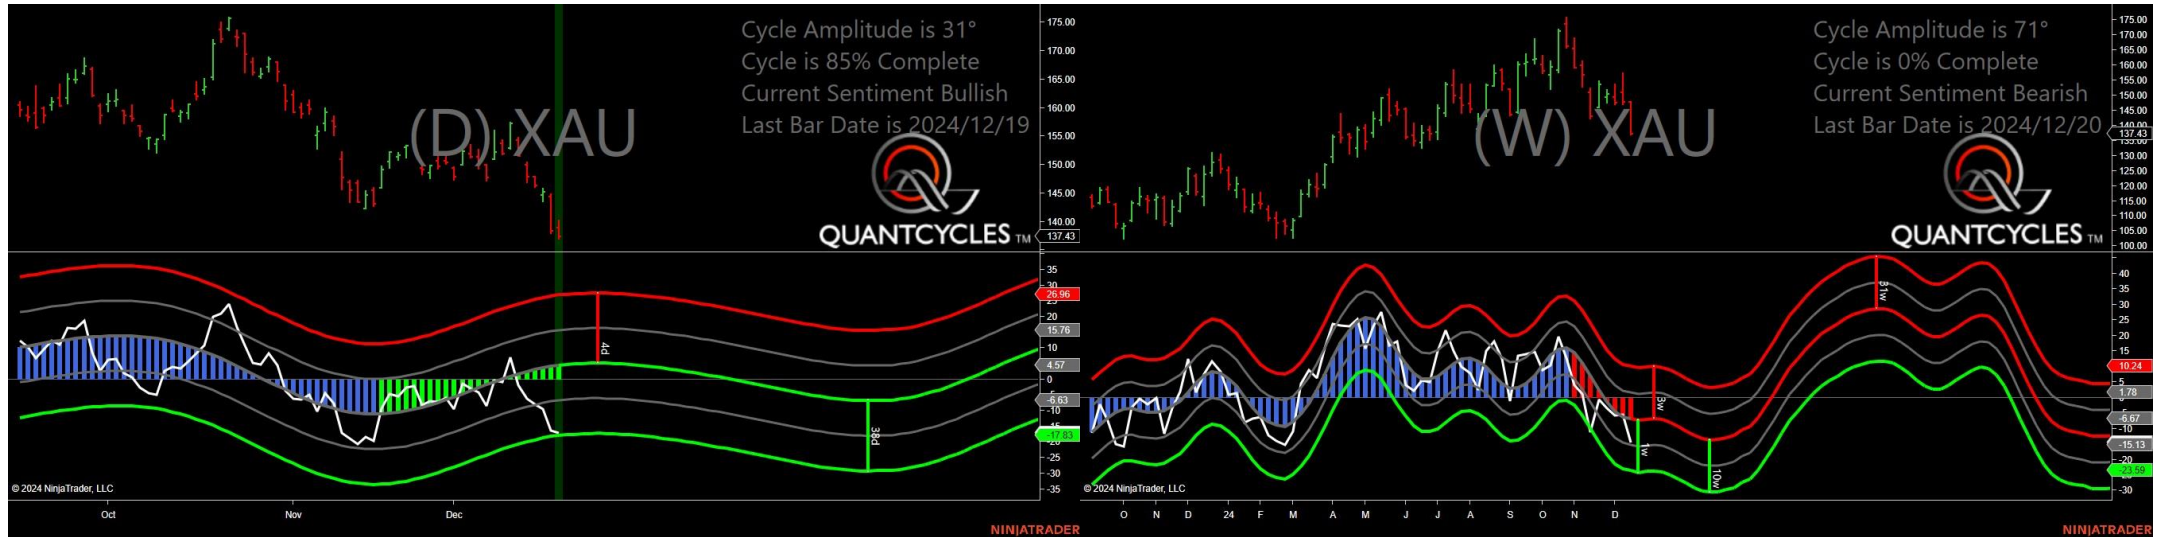 Cycle Amplitude is 31°
Cycle is 85% Complete
Current Sentiment Bullish
Last Bar Date is 2024/12/19
(D) XAU
QUANTCYCLES TM
175.00
170.00
165.00
160.00
155.00
150.00
145.00
140.00
137.43
35
26.96
20
15.76
10
4.57
0
-6.63
-10
-17.83
-25
-30
-35
4d
38d
© 2024 NinjaTrader, LLC
Oct Nov Dec
NINJATRADER
Cycle Amplitude is 71°
Cycle is 0% Complete
Current Sentiment Bearish
Last Bar Date is 2024/12/20
(W) XAU
QUANTCYCLES TM
175.00
170.00
165.00
160.00
155.00
150.00
145.00
137.43
130.00
125.00
120.00
115.00
110.00
105.00
100.00
40
35
30
25
20
15
10.24
5
1.78
-6.67
-10
-15.13
-20
-23.59
-30
31w
3w
1w
10w
© 2024 NinjaTrader, LLC
O N D 24 F M A M J J A S O N D
NINJATRADER